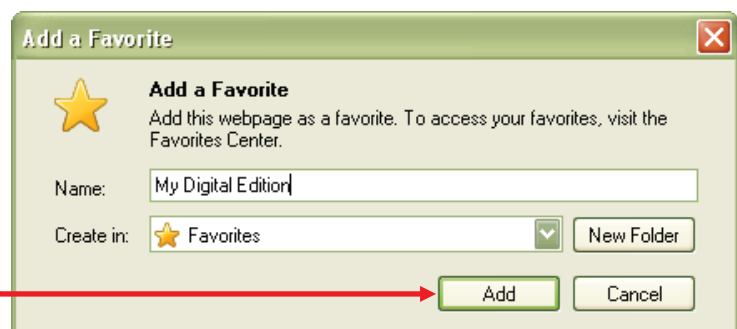 Add a Favorite
Add a Favorite
Add this webpage as a favorite. To access your favorites, visit the
Favorites Center.
Name: My Digital Edition
Create in: Favorites New Folder
Add Cancel